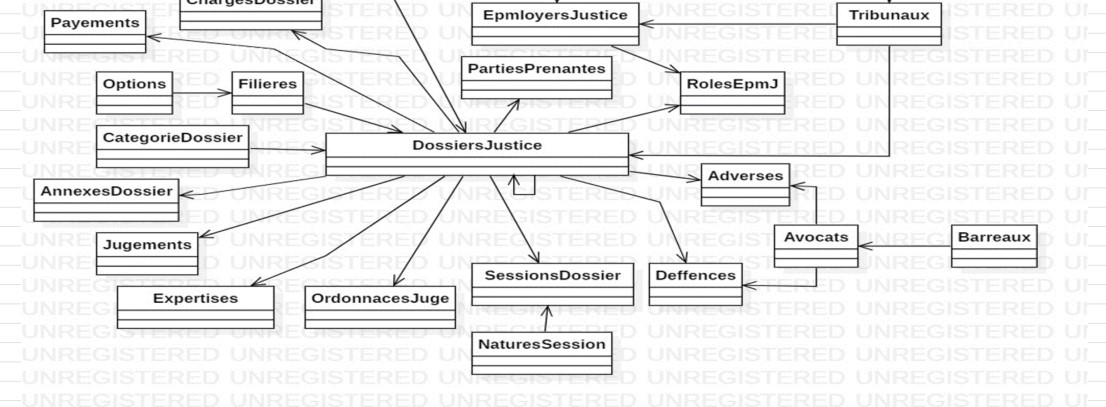 ChargesDossier
Payements
EpmloyersJustice
Tribunaux
PartiesPrenantes
Options
Filieres
RolesEpmJ
CategorieDossier
DossiersJustice
AnnexesDossier
Adverses
Jugements
Avocats
Barreaux
Expertises
OrdonnacesJuge
SessionsDossier
Deffences
NaturesSession
UNREGISTERED